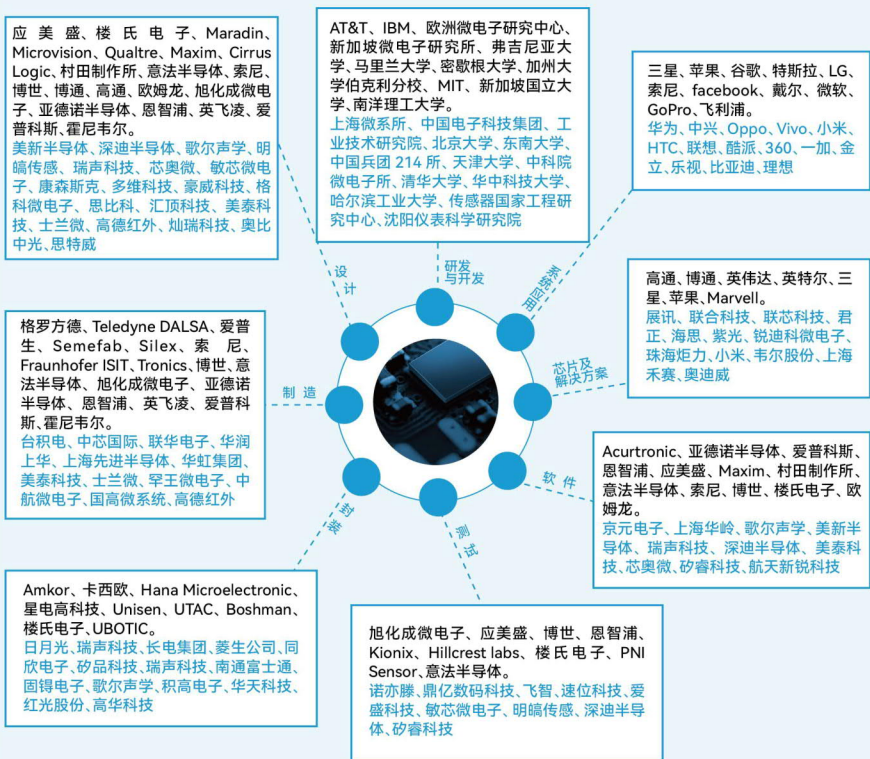 应美盛、楼氏电子、Maradin、
Microvision、Qualtre、Maxim、Cirrus
Logic、村田制作所、意法半导体、索尼、
博世、博通、高通、欧姆龙、旭化成微电
子、亚德诺半导体、恩智浦、英飞凌、爱
普科斯、霍尼韦尔。
美新半导体、深迪半导体、歌尔声学、明
皜传感、瑞声科技、芯奥微、敏芯微电
子、康森斯克、多维科技、豪威科技、格
科微电子、思比科、汇顶科技、美泰科
技、士兰微、高德红外、灿瑞科技、奥比
中光、思特威
AT&T、IBM、欧洲微电子研究中心、
新加坡微电子研究所、弗吉尼亚大
学、马里兰大学、密歇根大学、加州大
学伯克利分校、MIT、新加坡国立大
学、南洋理工大学。
上海微系所、中国电子科技集团、工
业技术研究院、北京大学、东南大学、
中国兵团 214 所、天津大学、中科院
微电子所、清华大学、华中科技大学、
哈尔滨工业大学、传感器国家工程研
究中心、沈阳仪表科学研究院
三星、苹果、谷歌、特斯拉、LG、
索尼、facebook、戴尔、微软、
GoPro、飞利浦。
华为、中兴、Oppo、Vivo、小米、
HTC、联想、酷派、360、一加、金
立、乐视、比亚迪、理想
设计
研发
与开发
系统应用
高通、博通、英伟达、英特尔、三
星、苹果、Marvell。
展讯、联合科技、联芯科技、君
正、海思、紫光、锐迪科微电子、
珠海炬力、小米、韦尔股份、上海
禾赛、奥迪威
芯片及
解决方案
格罗方德、Teledyne DALSA、爱普
生、Semefab、Silex、索尼、
Fraunhofer ISIT、Tronics、博世、意
法半导体、旭化成微电子、亚德诺
半导体、恩智浦、英飞凌、爱普科
斯、霍尼韦尔。
台积电、中芯国际、联华电子、华润
上华、上海先进半导体、华虹集团、
美泰科技、士兰微、罕王微电子、中
航微电子、国高微系统、高德红外
制造
Acurtronic、亚德诺半导体、爱普科斯、
恩智浦、应美盛、Maxim、村田制作所、
意法半导体、索尼、博世、楼氏电子、欧
姆龙。
京元电子、上海华岭、歌尔声学、美新半
导体、瑞声科技、深迪半导体、美泰科
技、芯奥微、矽睿科技、航天新锐科技
软件
封装
测试
Amkor、卡西欧、Hana Microelectronic、
星电高科技、Unisen、UTAC、Boshman、
楼氏电子、UBOTIC。
日月光、瑞声科技、长电集团、菱生公司、同
欣电子、矽品科技、瑞声科技、南通富士通、
固锝电子、歌尔声学、积高电子、华天科技、
红光股份、高华科技
旭化成微电子、应美盛、博世、恩智浦、
Kionix、Hillcrest labs、楼氏电子、PNI
Sensor、意法半导体。
诺亦滕、鼎亿数码科技、飞智、速位科技、爱
盛科技、敏芯微电子、明皜传感、深迪半导
体、矽睿科技